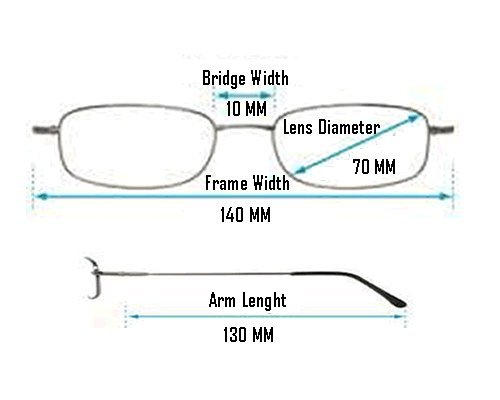 Bridge Width
10 MM
Lens Diameter
70 MM
Frame Width
140 MM
Arm Lenght
130 MM